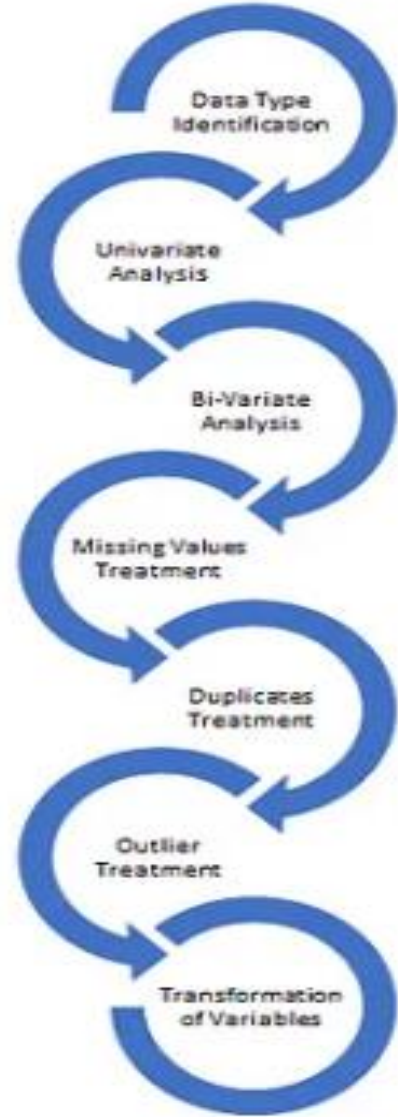 Data Type
Identification
Univariate
Analysis
Bi-Variate
Analysis
Missing Values
Treatment
Duplicates
Treatment
Outlier
Treatment
Transformation
of Variables